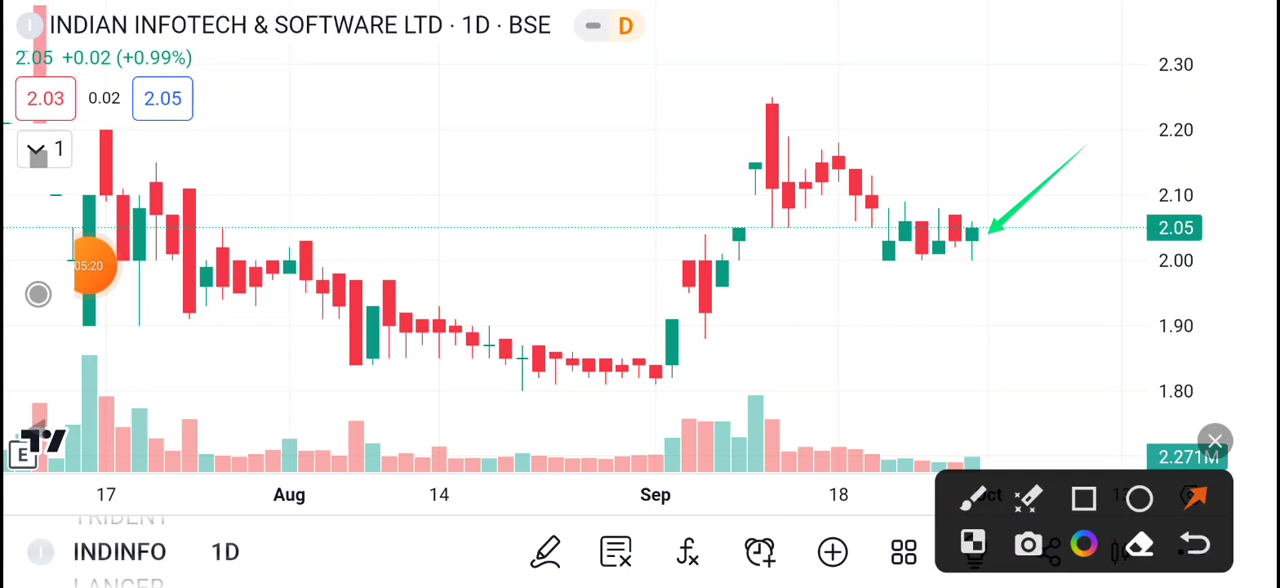 INDIAN INFOTECH & SOFTWARE LTD · 1D · BSE D
2.05 +0.02 (+0.99%)
2.03 0.02 2.05
1
2.30
2.20
2.10
2.05
2.00
1.90
1.80
05:20
E
2.271M
17 Aug 14 Sep 18
TRIDENT
INDINFO 1D
LANCER